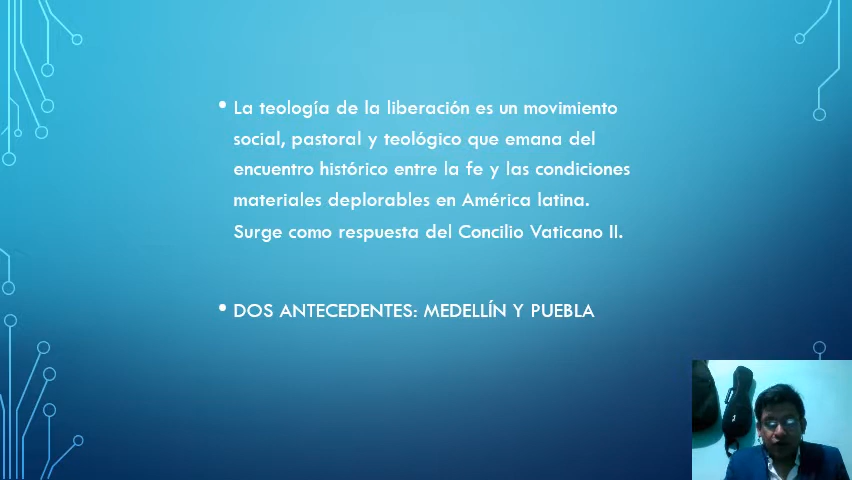 • La teología de la liberación es un movimiento
social, pastoral y teológico que emana del
encuentro histórico entre la fe y las condiciones
materiales deplorables en América latina.
Surge como respuesta del Concilio Vaticano II.
• DOS ANTECEDENTES: MEDELLÍN Y PUEBLA